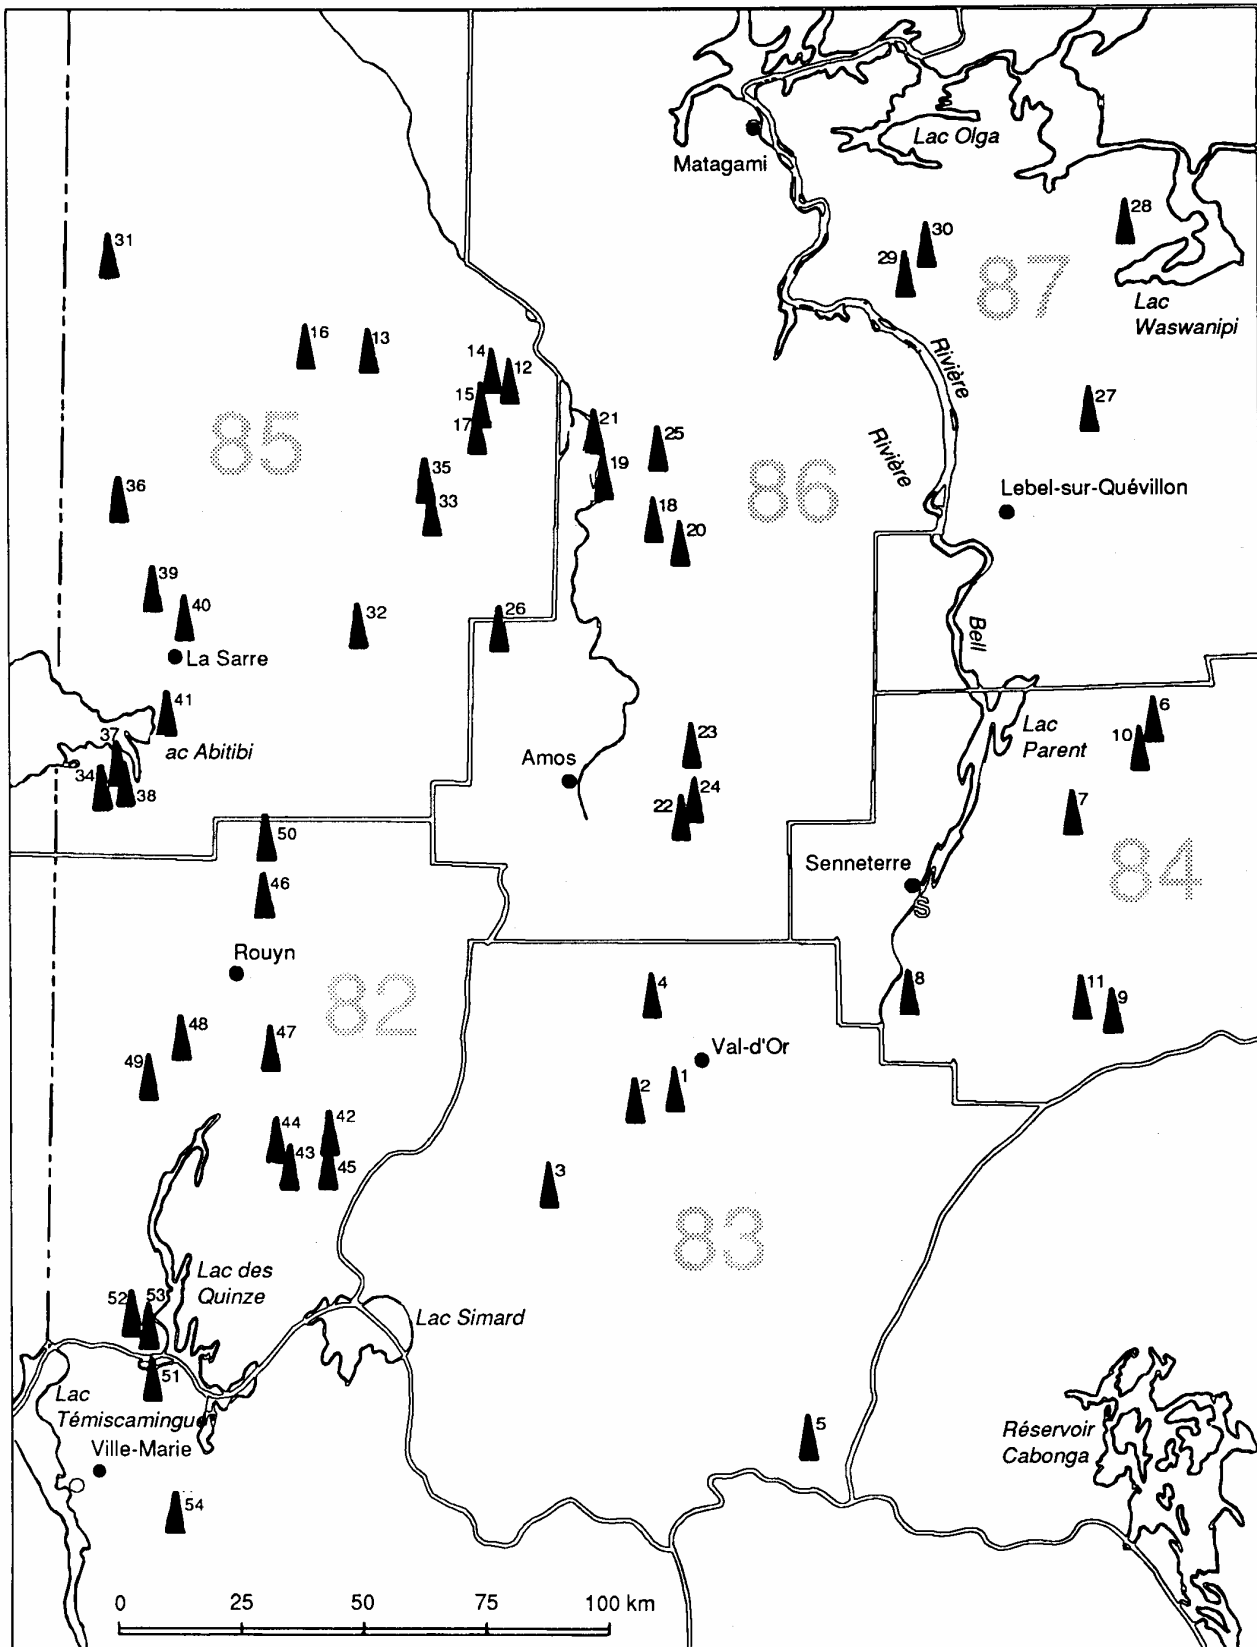 Matagami
Lac Olga
28
30
29
87
Lac
Waswanipi
31
16
13
14
12
15
17
Rivière
27
85
21
25
19
86
Rivière
Lebel-sur-Quévillon
35
33
36
18
20
39
40
32
26
Bell
La Sarre
41
ac Abitibi
37
34
38
6
10
Lac
Parent
23
Amos
24
22
7
50
Senneterre
84
S
46
Rouyn
82
4
8
11
9
48
47
49
Val-d'Or
2
1
44
42
43
45
3
83
Lac des
Quinze
52
53
Lac Simard
51
Lac
Témiscamingu
Ville-Marie
5
Réservoir
Cabonga
54
0 25 50 75 100 km